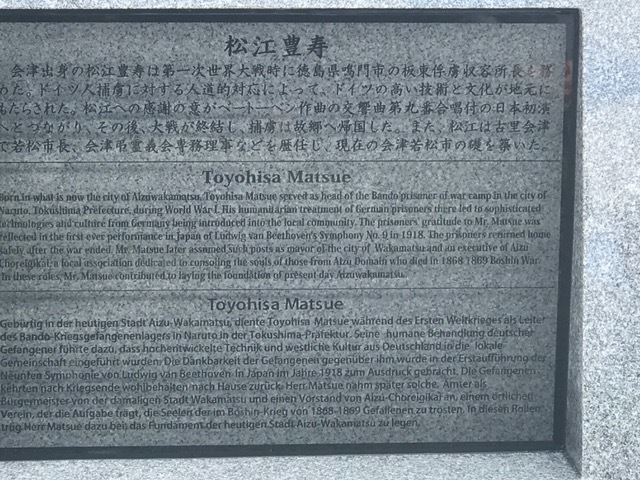 松江豊寿
会津出身の松江豊寿は第一次世界大戦時に徳島県鳴門市の板東俘虜収容所長を務
めた。ドイツ人捕虜に対する人道的対応によって、ドイツの高い技術と文化が地元に
もたらされた。松江への感謝の意がベートーベン作曲の交響曲第九番合唱付の日本初演
へとつながり、その後、大戦が終結し、捕虜は故郷へ帰国した。また、松江は古里会津
で若松市長、会津弔霊義会専務理事などを歴任し、現在の会津若松市の礎を築いた。
Toyohisa Matsue
Born in what is now the city of Aizuwakamatsu, Toyohisa Matsue served as head of the Bando prisoner of war camp in the city of
Naruto, Tokushima Prefecture, during World War I. His humanitarian treatment of German prisoners there led to sophisticated
technologies and culture from Germany being introduced into the local community. The prisoners' gratitude to Mr. Matsue was
reflected in the first ever performance in Japan of Ludwig van Beethoven's Symphony No. 9 in 1918. The prisoners returned home
safely after the war ended. Mr. Matsue later assumed such posts as mayor of the city of Wakamatsu and an executive of Aizu
Choreigikai, a local association dedicated to consoling the souls of those from Aizu Domain who died in 1868-1869 Boshin War.
In these roles, Mr. Matsue contributed to laying the foundation of present-day Aizuwakamatsu.
Toyohisa Matsue
Gebürtig in der heutigen Stadt Aizu-Wakamatsu, diente Toyohisa Matsue während des Ersten Weltkrieges als Leiter
des Bando-Kriegsgefangenenlagers in Naruto in der Tokushima-Präfektur. Seine humane Behandlung deutscher
Gefangener führte dazu, dass hochentwickelte Technik und westliche Kultur aus Deutschland in die lokale
Gemeinschaft eingeführt wurden. Die Dankbarkeit der Gefangenen gegenüber ihm wurde in der Erstaufführung der
Neunten Symphonie von Ludwig van Beethoven in Japan im Jahre 1918 zum Ausdruck gebracht. Die Gefangenen
kehrten nach Kriegsende wohlbehalten nach Hause zurück. Herr Matsue nahm später solche Ämter als
Bürgermeister von der damaligen Stadt Wakamatsu und einen Vorstand von Aizu-Choreigikai an, einem örtlichen
Verein, der die Aufgabe trägt, die Seelen der im Boshin-Krieg von 1868-1869 Gefallenen zu trösten. In diesen Rollen
trug Herr Matsue dazu bei, das Fundament der heutigen Stadt Aizu-Wakamatsu zu legen.